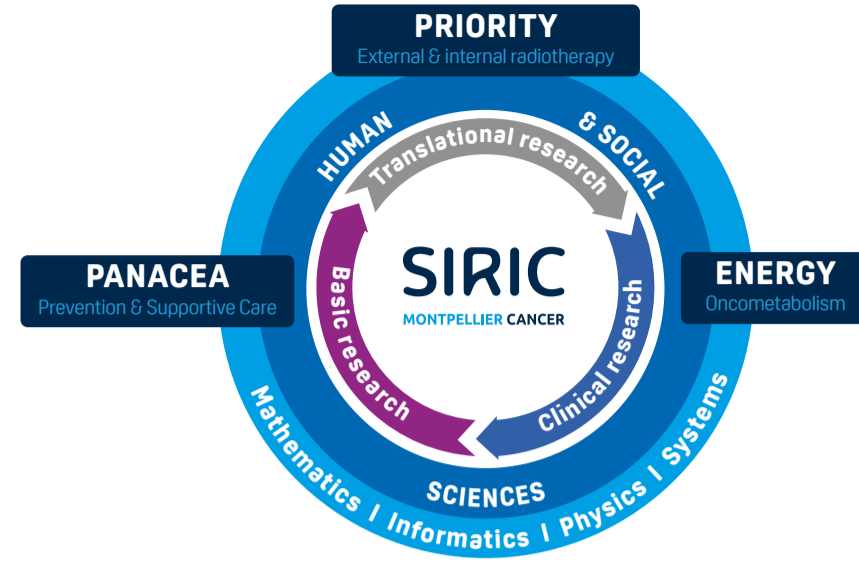 PRIORITY
External & internal radiotherapy
HUMAN & SOCIAL
Translational research
PANACEA
Prevention & Supportive Care
SIRIC
MONTPELLIER CANCER
ENERGY
Oncometabolism
Basic research
Clinical research
SCIENCES
Mathematics I Informatics I Physics I Systems